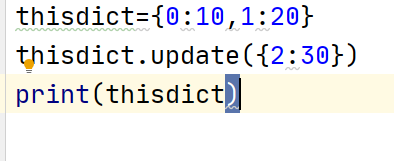 thisdict={0:10,1:20}
thisdict.update({2:30})
print(thisdict)